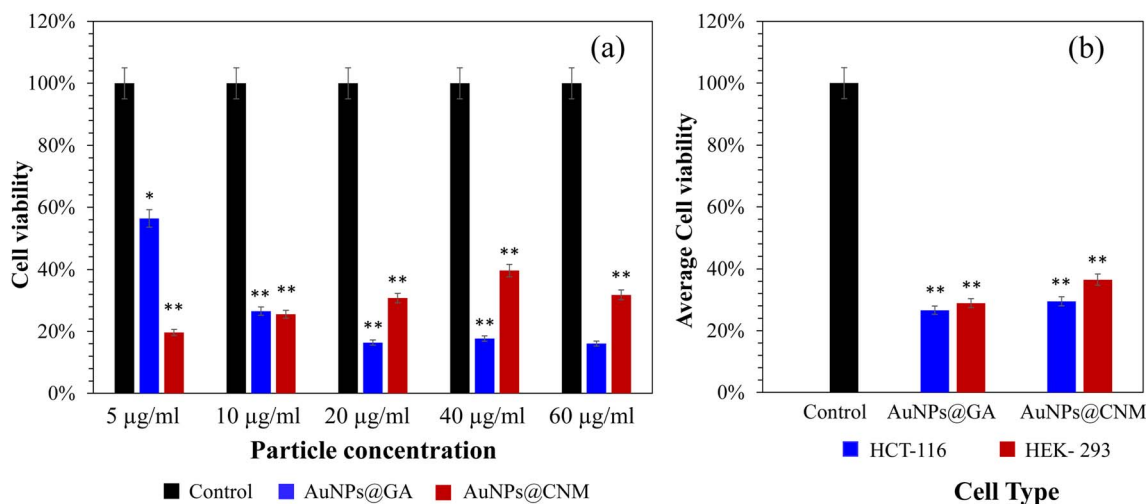 120%
100%
80%
60%
40%
20%
0%
Cell viability
(a)
*
**
**
**
**
**
**
**
**
5 µg/ml 10 µg/ml 20 µg/ml 40 µg/ml 60 µg/ml
Particle concentration
Control AuNPs@GA AuNPs@CNM
120%
100%
80%
60%
40%
20%
0%
Average Cell viability
(b)
**
**
**
**
Control AuNPs@GA AuNPs@CNM
HCT-116 HEK- 293
Cell Type